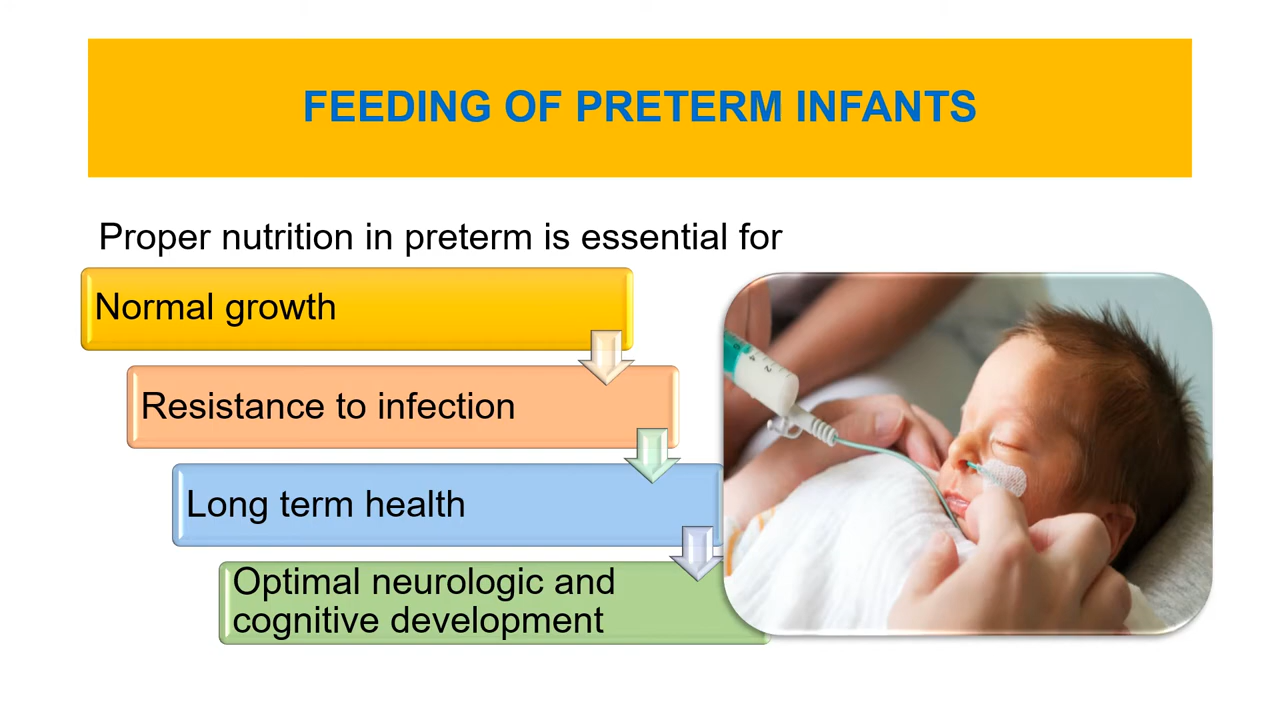 FEEDING OF PRETERM INFANTS
Proper nutrition in preterm is essential for
Normal growth
Resistance to infection
Long term health
Optimal neurologic and
cognitive development